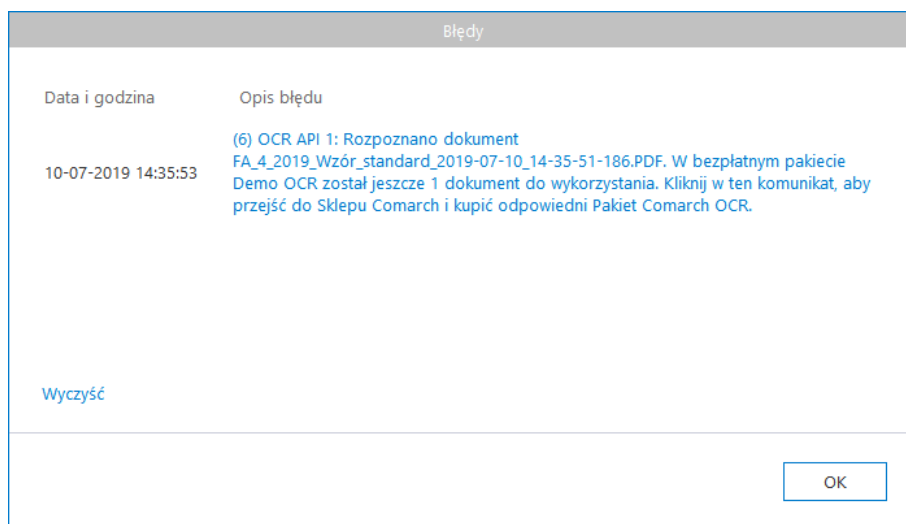 Błędy
Data i godzina Opis błędu
(6) OCR API 1: Rozpoznano dokument
FA_4_2019_Wzór_standard_2019-07-10_14-35-51-186.PDF. W bezpłatnym pakiecie
10-07-2019 14:35:53
Demo OCR został jeszcze 1 dokument do wykorzystania. Kliknij w ten komunikat, aby
przejść do Sklepu Comarch i kupić odpowiedni Pakiet Comarch OCR.
Wyczyść
OK